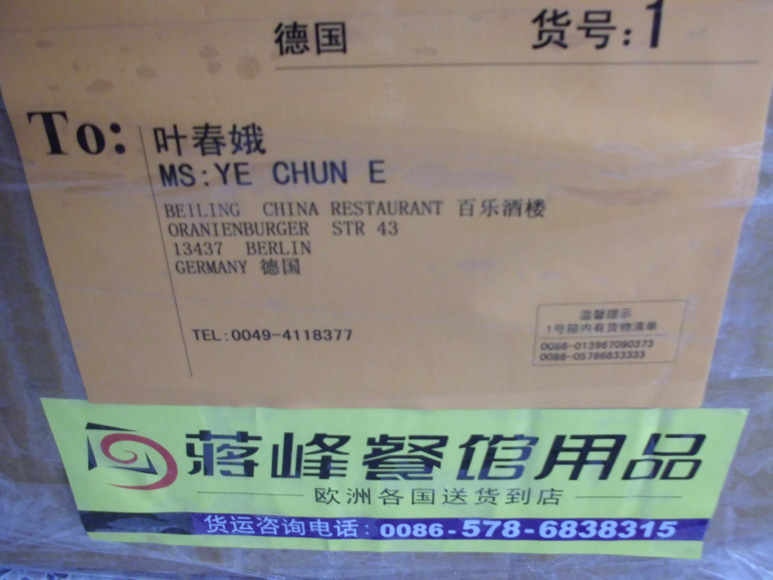 德国 货号:1
To: 叶春娥
MS:YE CHUN E
BEILING CHINA RESTAURANT 百乐酒楼
ORANIENBURGER STR 43
13437 BERLIN
GERMANY 德国
TEL:0049-4118377
温馨提示
1号箱内有货物清单
0086-013967090373
0086-05786833333
蒋峰餐馆用品
欧洲各国送货到店
货运咨询电话: 0086-578-6838315